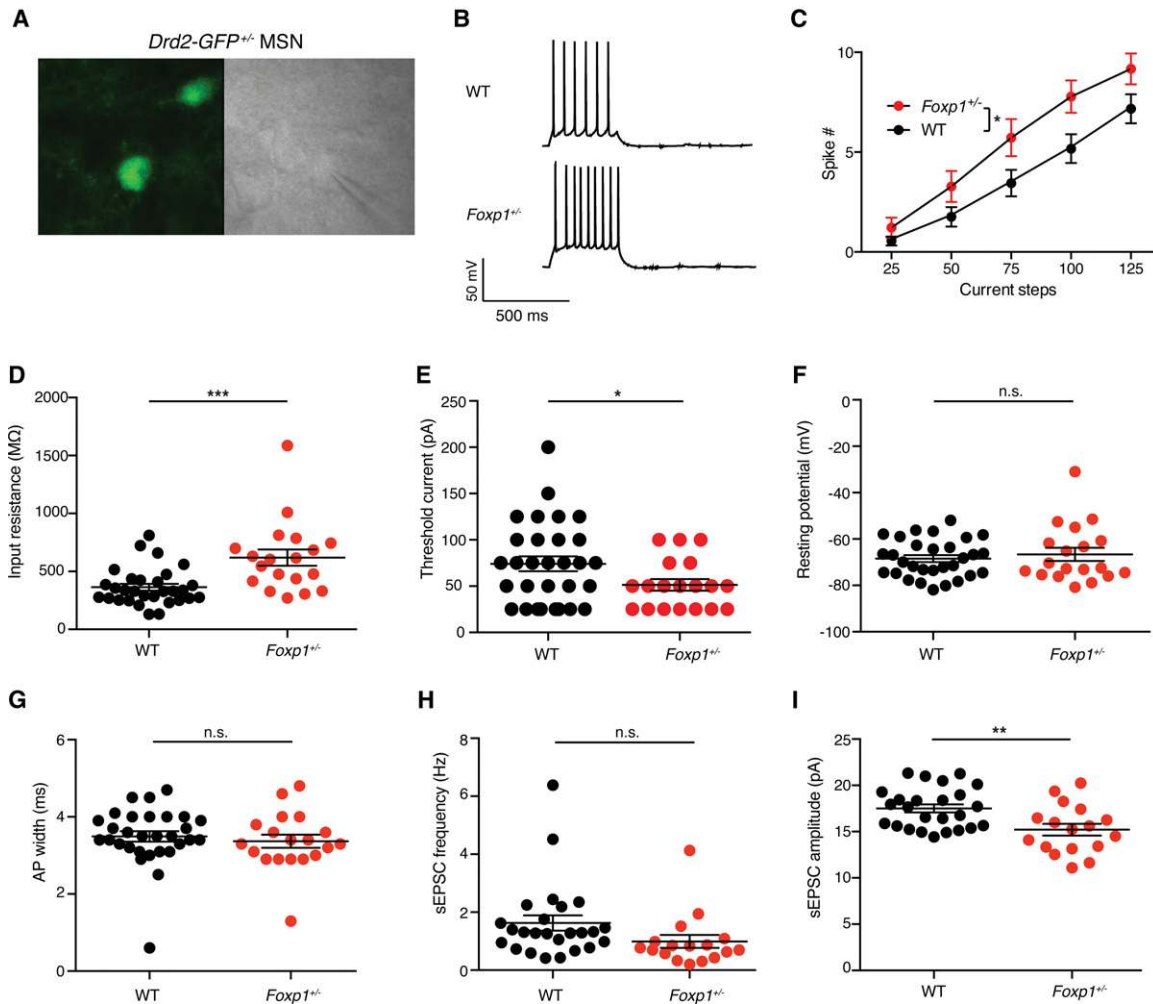 A
Drd2-GFP+/- MSN
B
WT
Foxp1+/-
50 mV
500 ms
C
10
5
0
Spike #
Foxp1+/-
WT
*
25 50 75 100 125
Current steps
D
2000
1500
1000
500
0
Input resistance (MΩ)
***
WT Foxp1+/-
E
250
200
150
100
50
0
Threshold current (pA)
*
WT Foxp1+/-
F
0
-20
-40
-60
-80
-100
Resting potential (mV)
n.s.
WT Foxp1+/-
G
6
4
2
0
AP width (ms)
n.s.
WT Foxp1+/-
H
8
6
4
2
0
sEPSC frequency (Hz)
n.s.
WT Foxp1+/-
I
25
20
15
10
5
0
sEPSC amplitude (pA)
**
WT Foxp1+/-